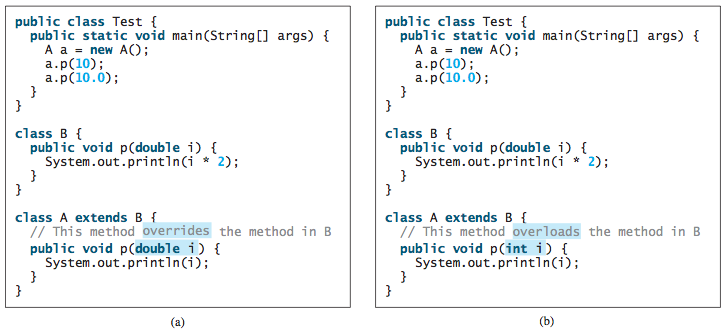 public class Test {
  public static void main(String[] args) {
    A a = new A();
    a.p(10);
    a.p(10.0);
  }
}

class B {
  public void p(double i) {
    System.out.println(i * 2);
  }
}

class A extends B {
  // This method overrides the method in B
  public void p(double i) {
    System.out.println(i);
  }
}
(a)
public class Test {
  public static void main(String[] args) {
    A a = new A();
    a.p(10);
    a.p(10.0);
  }
}

class B {
  public void p(double i) {
    System.out.println(i * 2);
  }
}

class A extends B {
  // This method overloads the method in B
  public void p(int i) {
    System.out.println(i);
  }
}
(b)